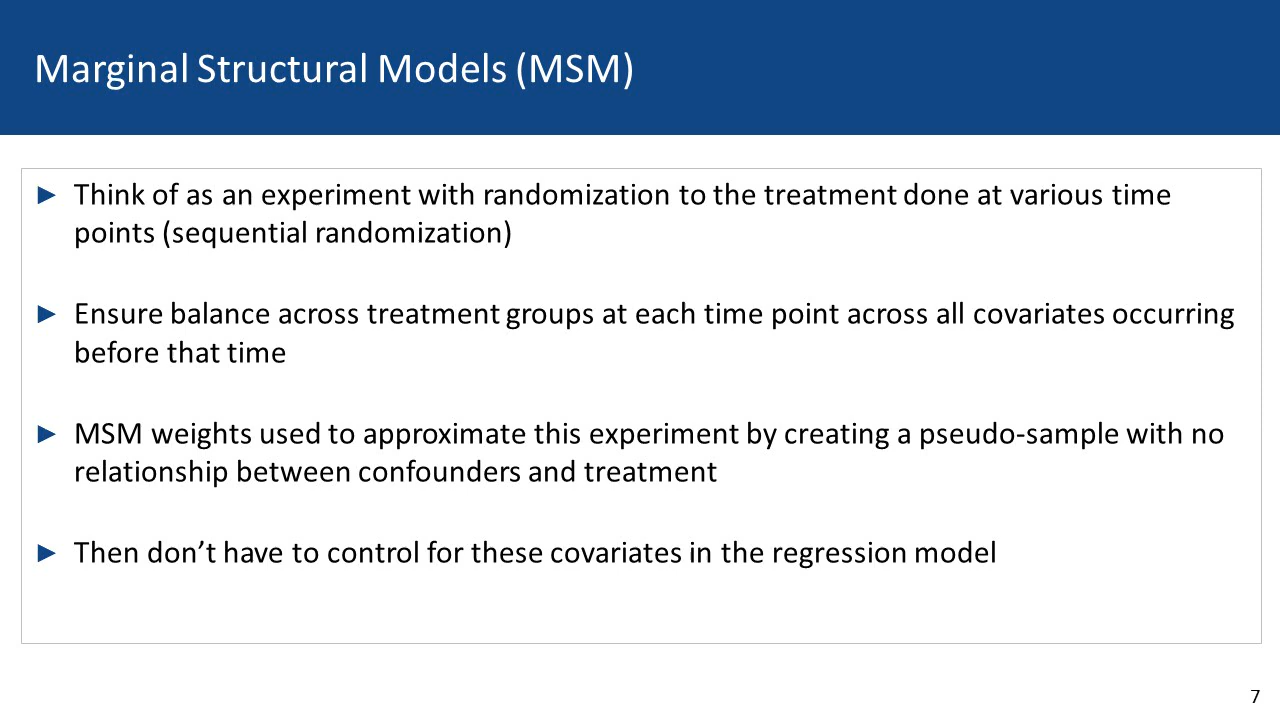 Marginal Structural Models (MSM)
► Think of as an experiment with randomization to the treatment done at various time
points (sequential randomization)
► Ensure balance across treatment groups at each time point across all covariates occurring
before that time
► MSM weights used to approximate this experiment by creating a pseudo-sample with no
relationship between confounders and treatment
► Then don’t have to control for these covariates in the regression model
7